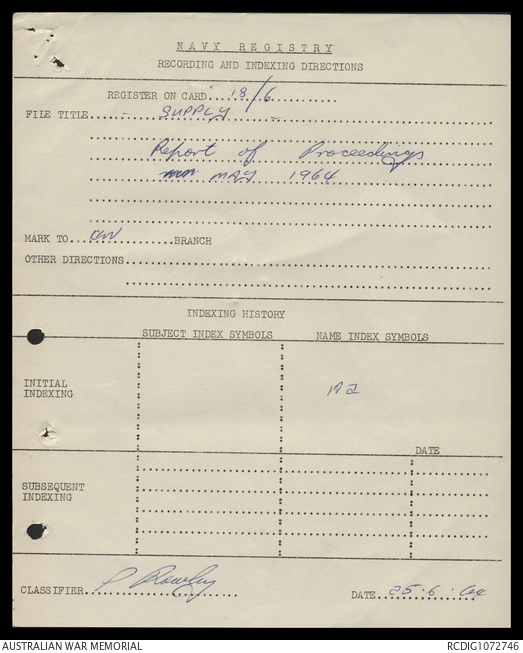 NAVY REGISTRY
RECORDING AND INDEXING DIRECTIONS
REGISTER ON CARD...18/6...
FILE TITLE... - SUPPLY -
Report of Proceedings
MAY 1964
MARK TO...............BRANCH
OTHER DIRECTIONS...
INDEXING HISTORY
SUBJECT INDEX SYMBOLS NAME INDEX SYMBOLS
INITIAL
INDEXING
DATE
SUBSEQUENT
INDEXING
CLASSIFIER... P Rowley DATE...25.6.64
AUSTRALIAN WAR MEMORIAL RCDIG1072746